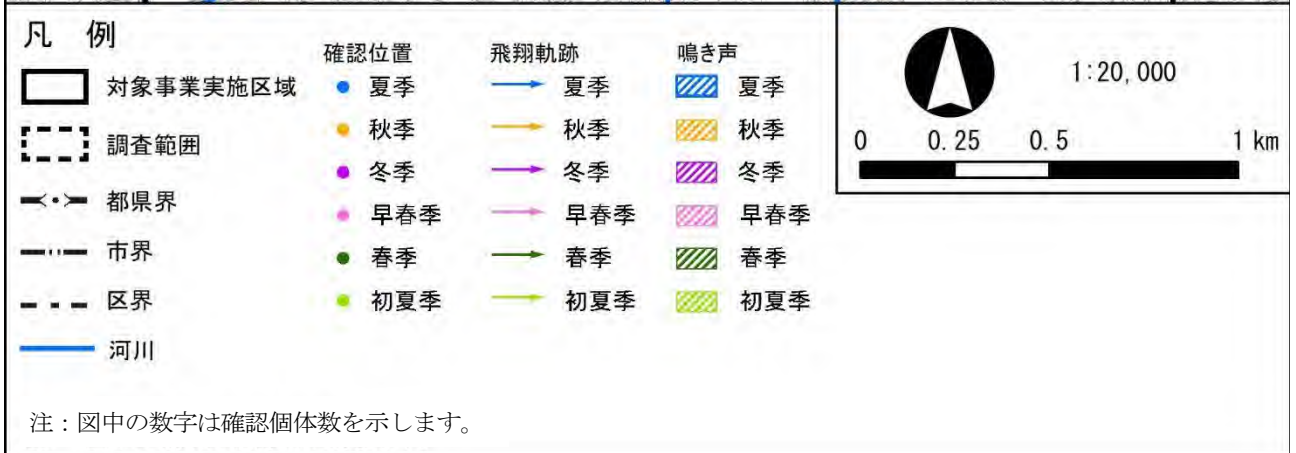 凡　例
対象事業実施区域
調査範囲
都県界
市界
区界
河川
確認位置
夏季
秋季
冬季
早春季
春季
初夏季
飛翔軌跡
夏季
秋季
冬季
早春季
春季
初夏季
鳴き声
夏季
秋季
冬季
早春季
春季
初夏季
1:20,000
0 0.25 0.5 1 km
注：図中の数字は確認個体数を示します。